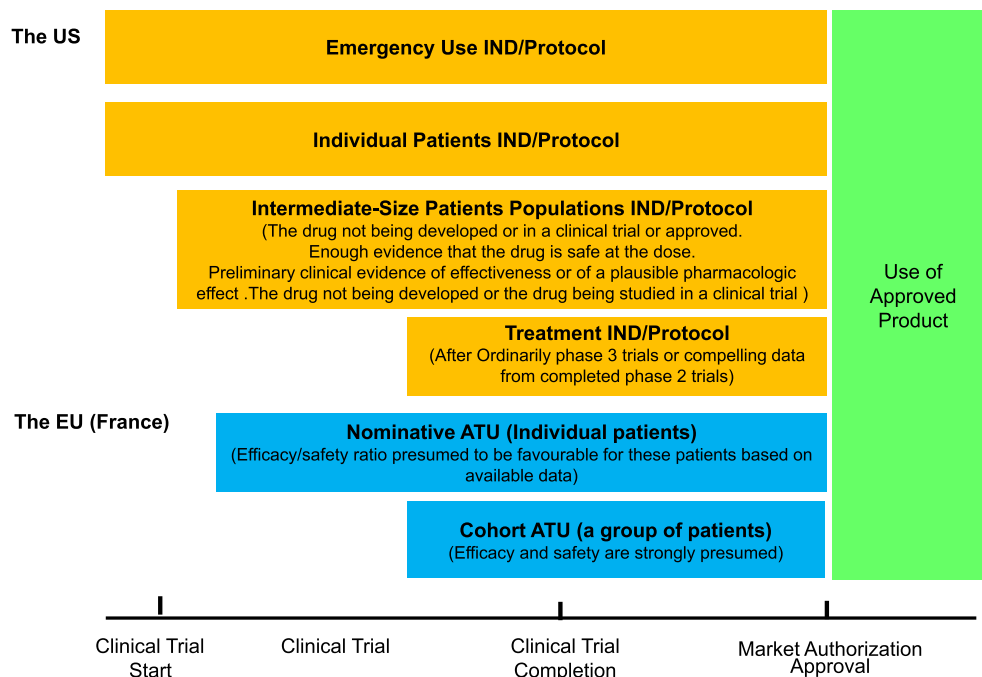 The US
Emergency Use IND/Protocol
Individual Patients IND/Protocol
Intermediate-Size Patients Populations IND/Protocol
(The drug not being developed or in a clinical trial or approved.
Enough evidence that the drug is safe at the dose.
Preliminary clinical evidence of effectiveness or of a plausible pharmacologic
effect .The drug not being developed or the drug being studied in a clinical trial )
Treatment IND/Protocol
(After Ordinarily phase 3 trials or compelling data
from completed phase 2 trials)
Use of
Approved
Product
The EU (France)
Nominative ATU (Individual patients)
(Efficacy/safety ratio presumed to be favourable for these patients based on
available data)
Cohort ATU (a group of patients)
(Efficacy and safety are strongly presumed)
Clinical Trial
Start
Clinical Trial
Clinical Trial
Completion
Market Authorization
Approval